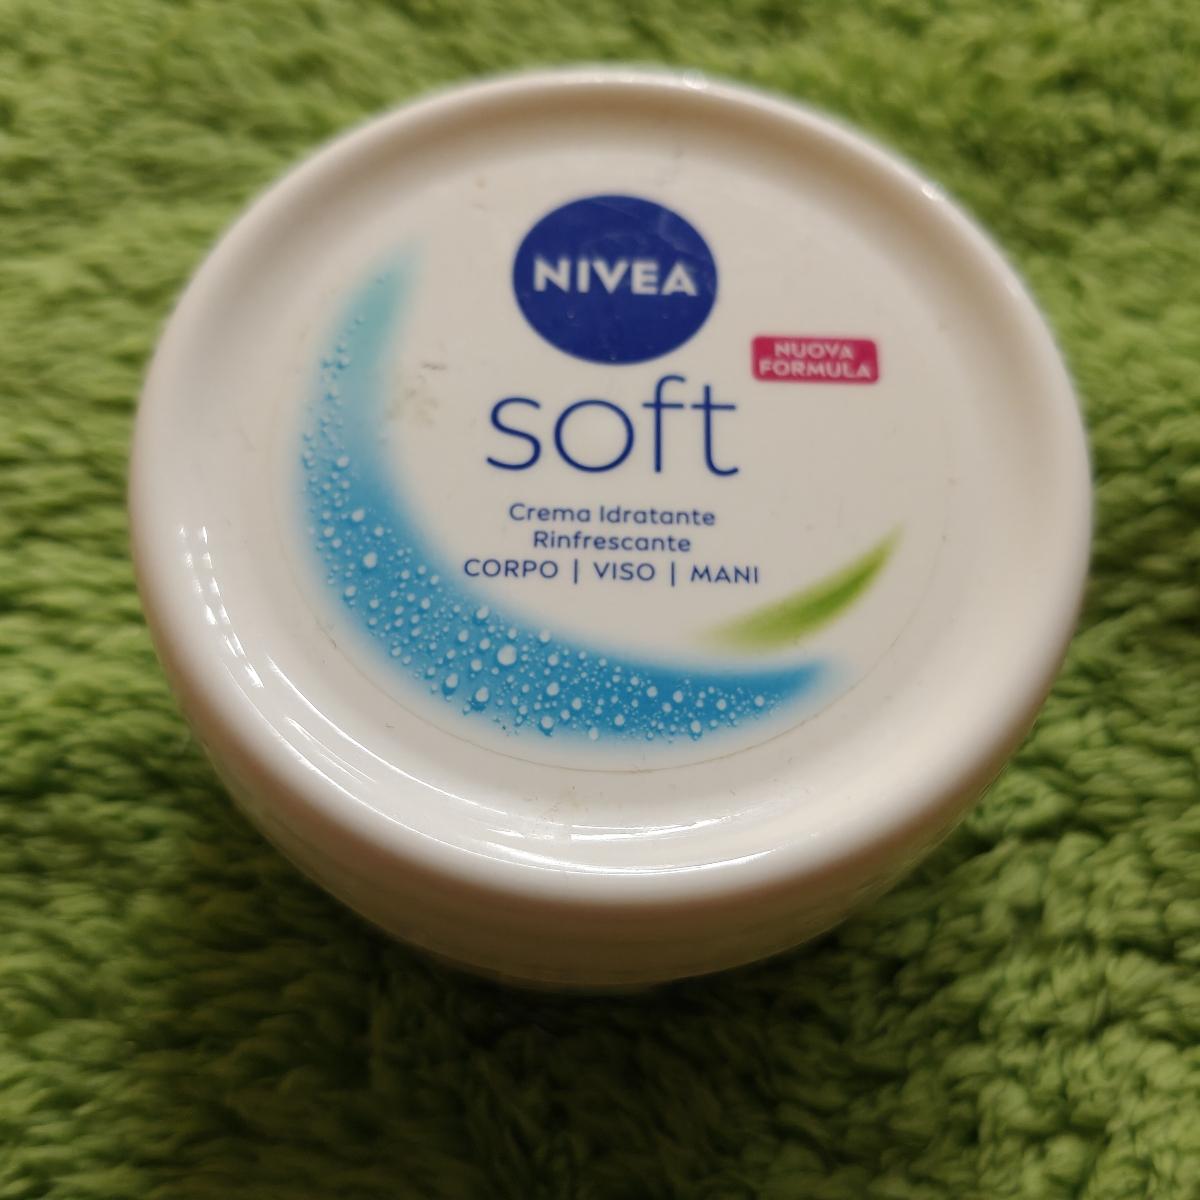 NIVEA
NUOVA
FORMULA
soft
Crema Idratante
Rinfrescante
CORPO | VISO | MANI